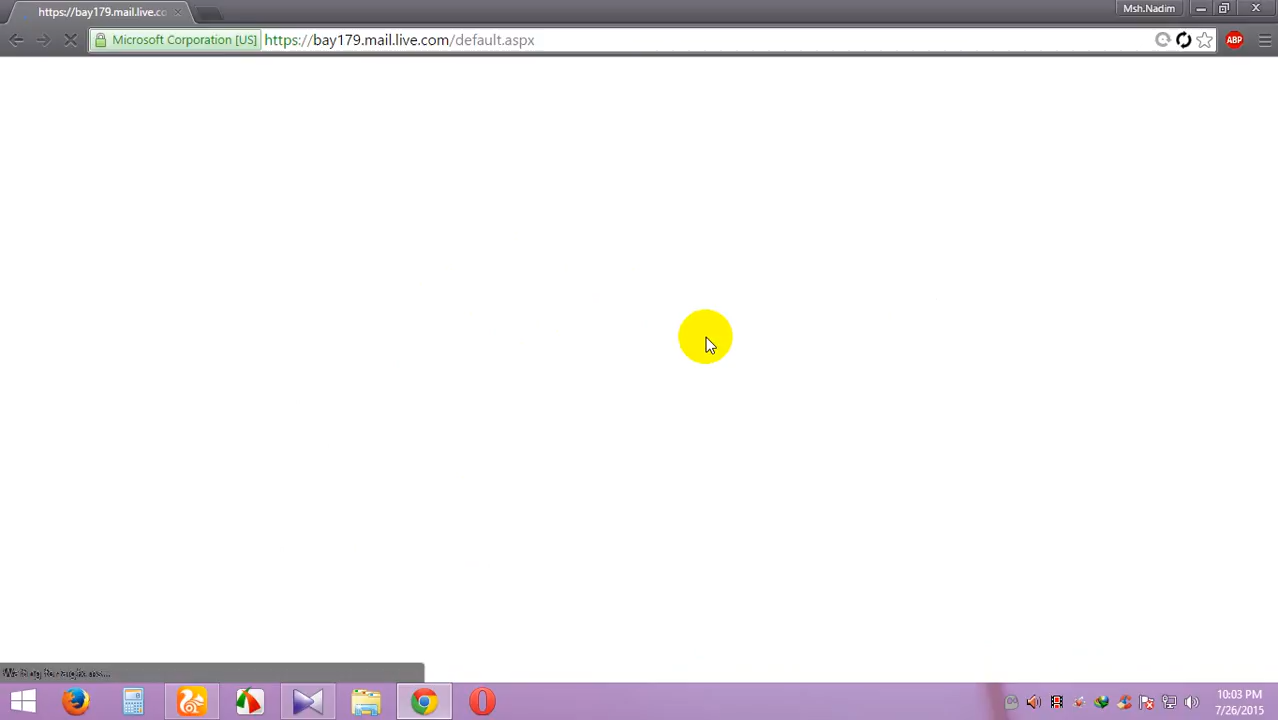 https://bay179.mail.live.co
Msh.Nadim
Microsoft Corporation [US]
https://bay179.mail.live.com/default.aspx
ABP
10:03 PM
7/26/2015